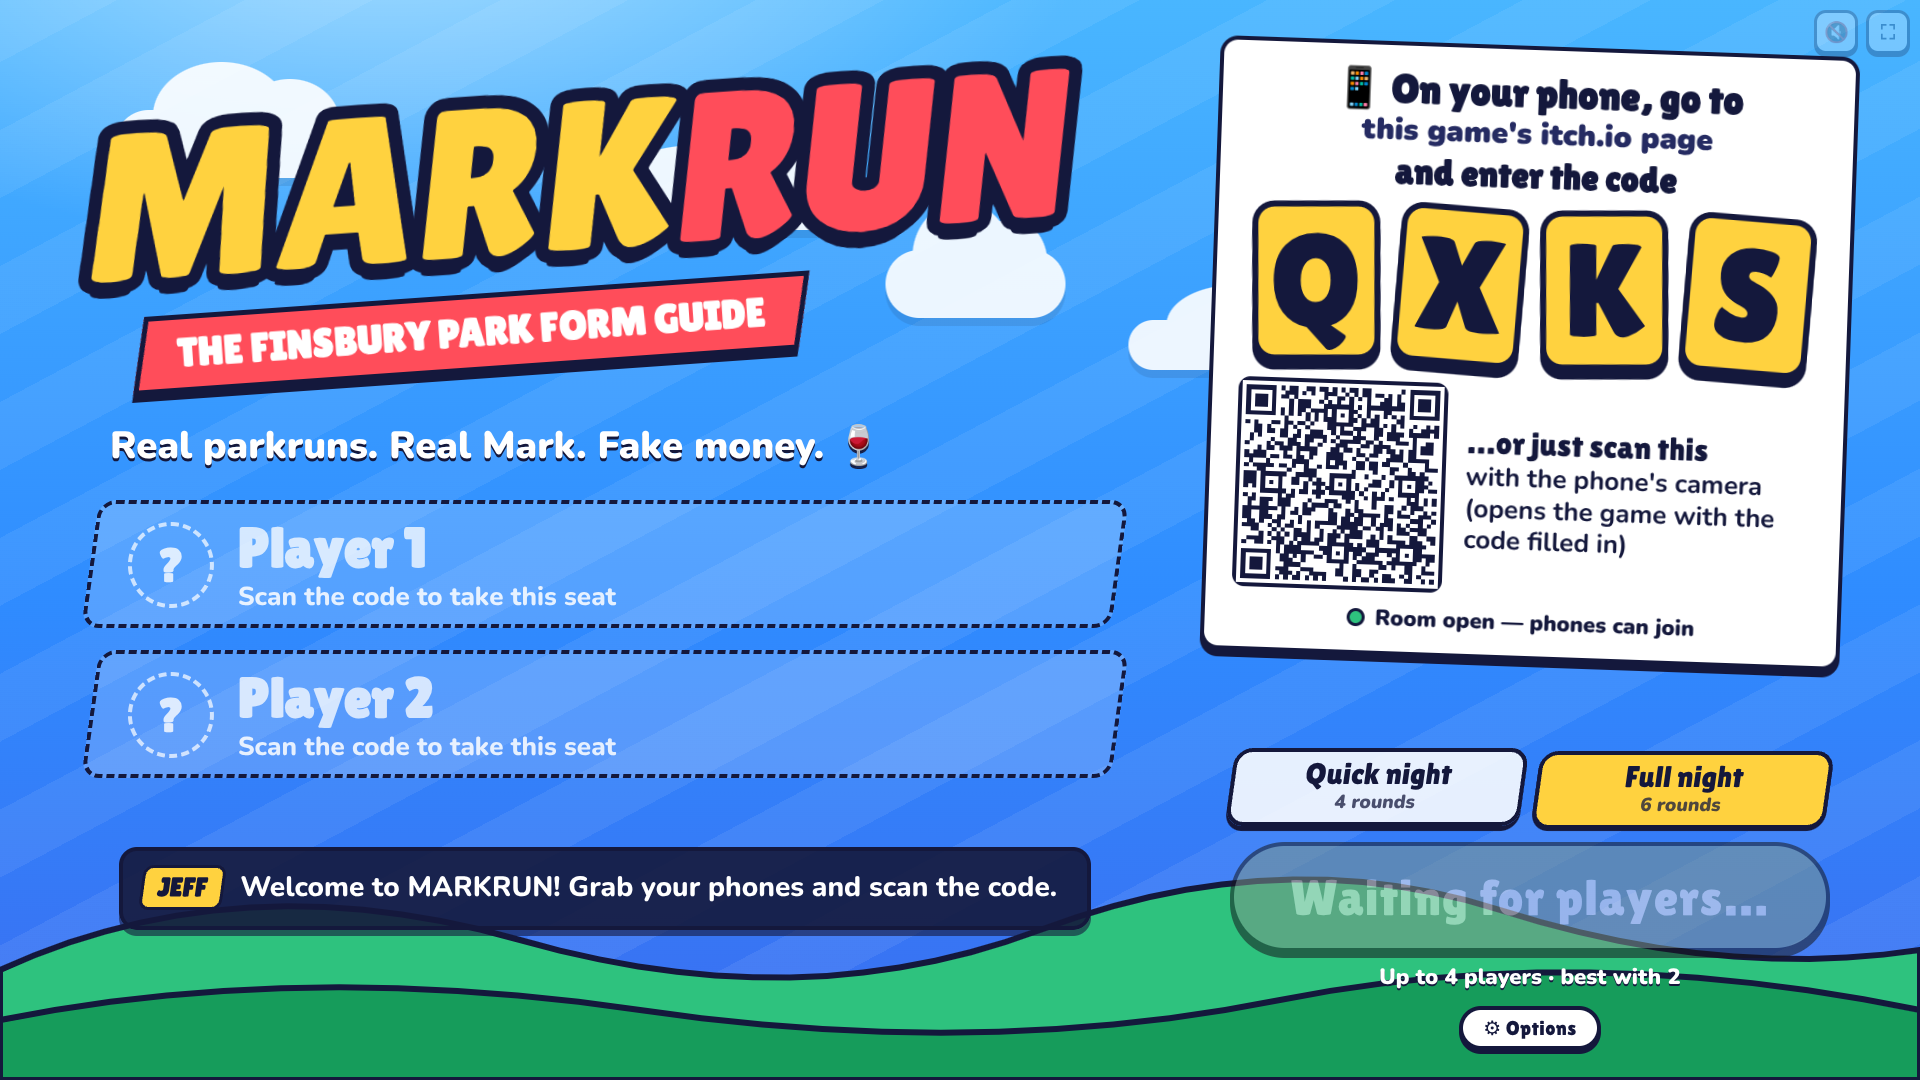 MARKRUN
THE FINSBURY PARK FORM GUIDE
Real parkruns. Real Mark. Fake money.
?
Player 1
Scan the code to take this seat
?
Player 2
Scan the code to take this seat
JEFF
Welcome to MARKRUN! Grab your phones and scan the code.
On your phone, go to
this game's itch.io page
and enter the code
QXKS
...or just scan this
with the phone's camera
(opens the game with the
code filled in)
Room open — phones can join
Quick night
4 rounds
Full night
6 rounds
Waiting for players...
Up to 4 players · best with 2
Options